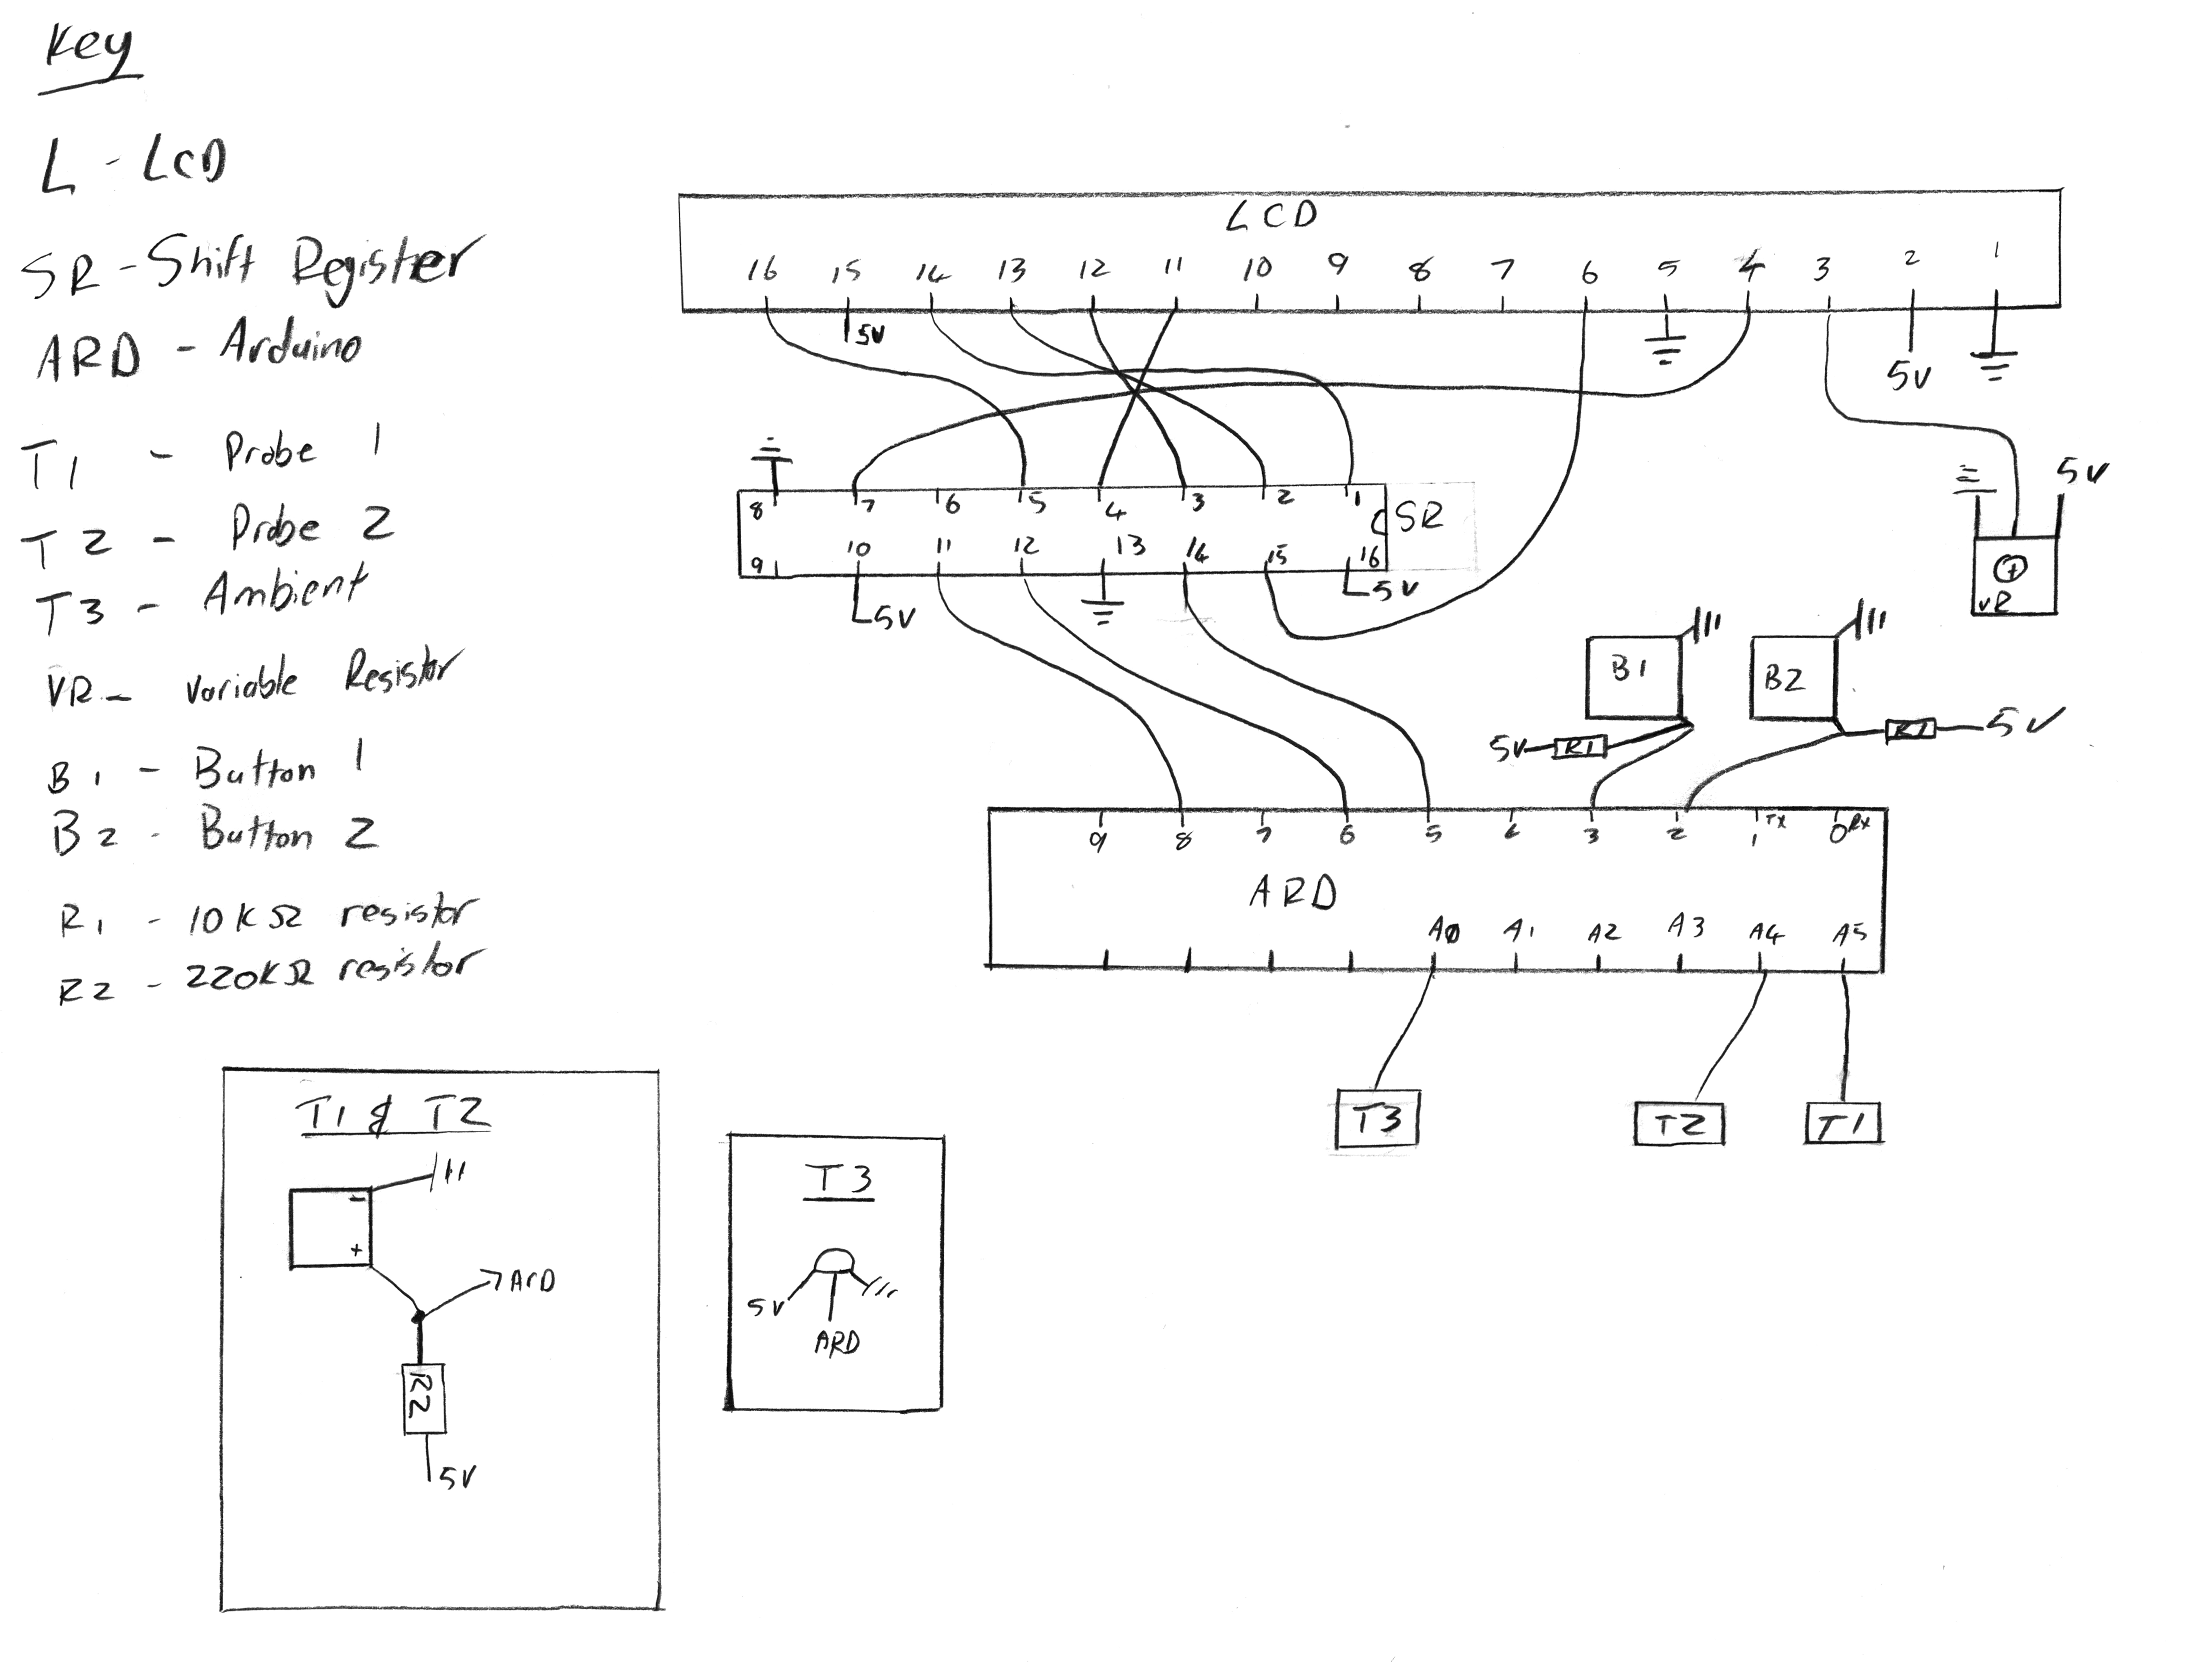 Key
L - LCD
SR - Shift Register
ARD - Arduino
T1 - Probe 1
T2 - Probe 2
T3 - Ambient
VR - Variable Resistor
B1 - Button 1
B2 - Button 2
R1 - 10KΩ resistor
R2 - 220KΩ resistor
LCD
16 15 14 13 12 11 10 9 8 7 6 5 4 3 2 1
5V
5V
5V
VR
8 7 6 5 4 3 2 1
SR
9 10 11 12 13 14 15 16
5V
5V
B1
B2
5V R1
R1 5V
9 8 7 6 5 4 3 2 1 TX 0 RX
ARD
A0 A1 A2 A3 A4 A5
T3
T2
T1
T1 & T2
-
+
ARD
R2
5V
T3
5V
ARD